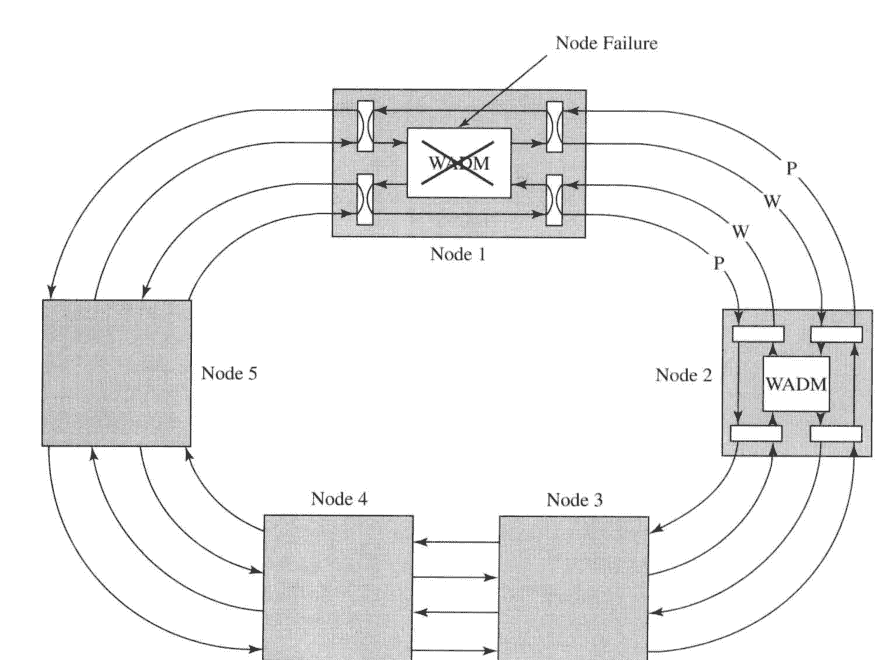 Node Failure
WADM
Node 1
P
W
W
P
Node 5
Node 2
WADM
Node 4
Node 3